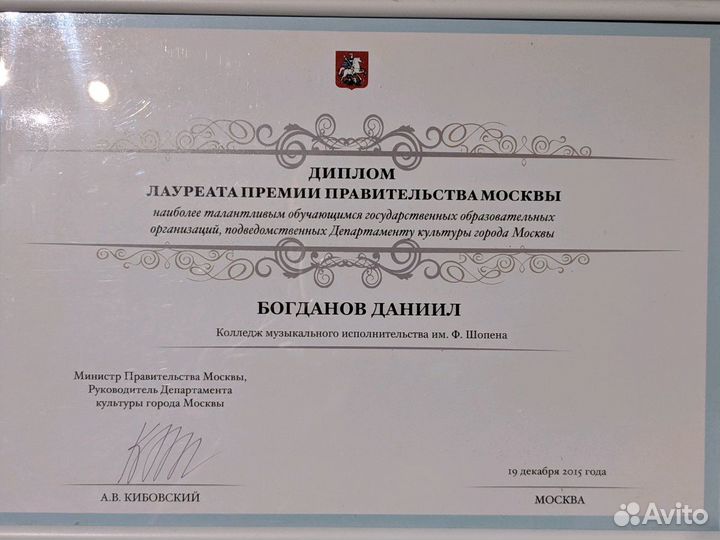 ДИПЛОМ
ЛАУРЕАТА ПРЕМИИ ПРАВИТЕЛЬСТВА МОСКВЫ
наиболее талантливым обучающимся государственных образовательных
организаций, подведомственных Департаменту культуры города Москвы
БОГДАНОВ ДАНИИЛ
Колледж музыкального исполнительства им. Ф. Шопена
Министр Правительства Москвы,
Руководитель Департамента
культуры города Москвы
А.В. КИБОВСКИЙ
19 декабря 2015 года
МОСКВА
Avito